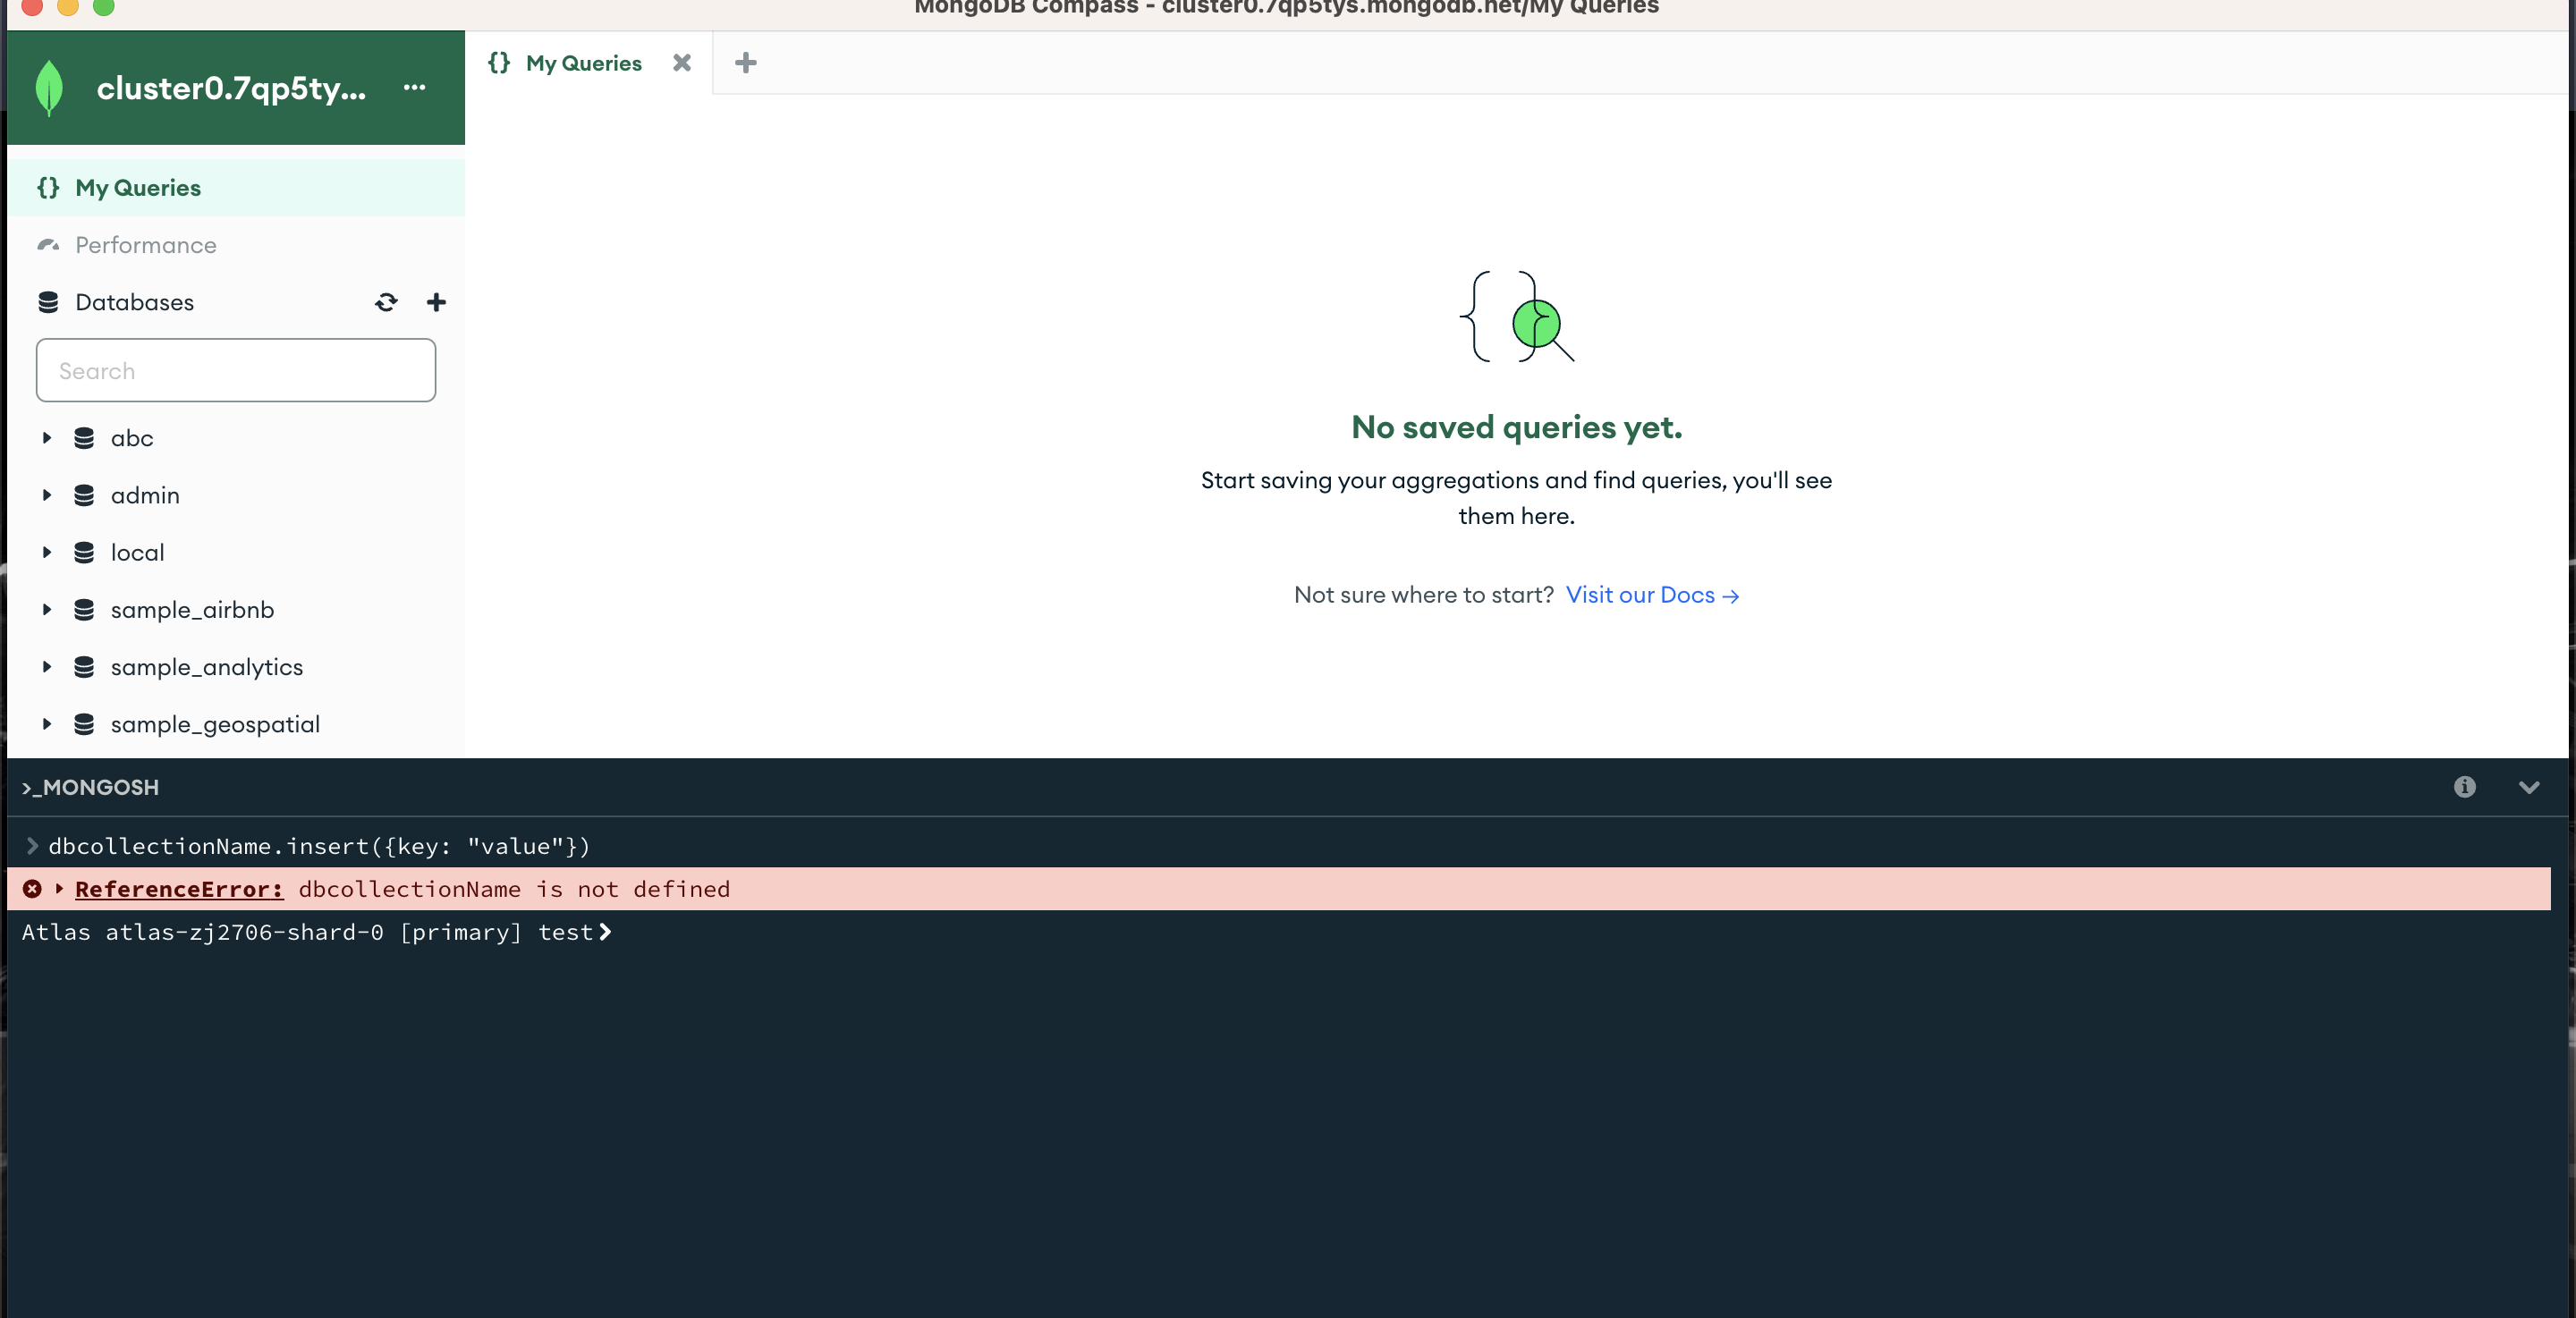 MongoDB Compass - cluster0.7qp5tys.mongodb.net/My Queries
cluster0.7qp5ty...
My Queries
My Queries
Performance
Databases
Search
abc
admin
local
sample_airbnb
sample_analytics
sample_geospatial
No saved queries yet.
Start saving your aggregations and find queries, you'll see
them here.
Not sure where to start? Visit our Docs →
>_MONGOSH
> dbcollectionName.insert({key: "value"})
ReferenceError: dbcollectionName is not defined
Atlas atlas-zj2706-shard-0 [primary] test>